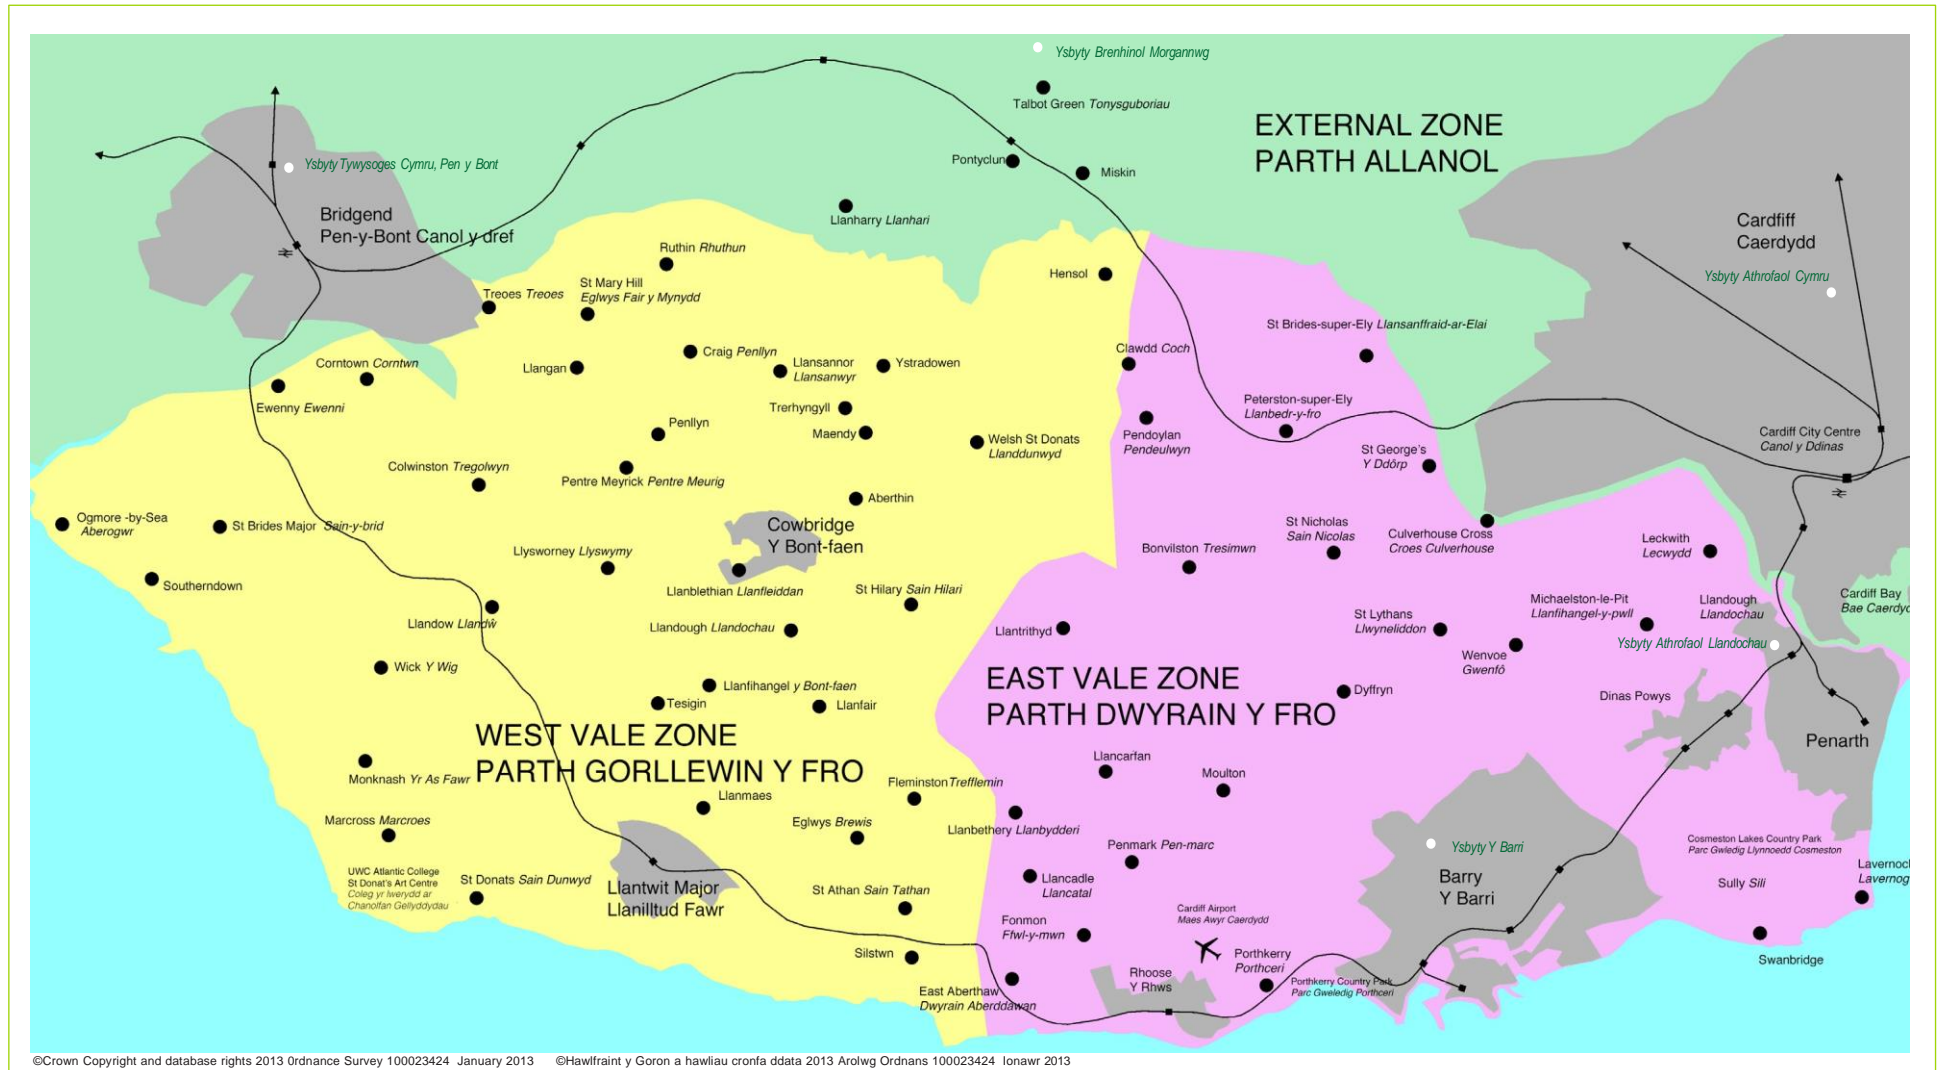 Ysbyty Brenhinol Morgannwg
Talbot Green Tonysguboriau
EXTERNAL ZONE
PARTH ALLANOL
Pontyclun
Miskin
Ysbyty Tywysoges Cymru, Pen y Bont
Bridgend
Pen-y-Bont Canol y dref
Llanharry Llanhari
Cardfiff
Caerdydd
Ysbyty Athrofaol Cymru
Ruthin Rhuthun
Hensol
St Mary Hill
Eglwys Fair y Mynydd
Treoes Treoes
St Brides-super-Ely Llansanffraid-ar-Elai
Corntown Corntwn
Craig Penllyn
Llangan
Llansannor
Llansanwyr
Ystradowen
Clawdd Coch
Ewenny Ewenni
Trerhyngyll
Peterston-super-Ely
Llanbedr-y-fro
Penllyn
Maendy
Welsh St Donats
Llanddunwyd
Pendoylan
Pendeulwyn
Cardiff City Centre
Canol y Ddinas
St George's
Y Ddôrp
Colwinston Tregolwyn
Pentre Meyrick Pentre Meurig
Aberthin
Ogmore -by-Sea
Aberogwr
St Brides Major Sain-y-brid
Cowbridge
Y Bont-faen
St Nicholas
Sain Nicolas
Culverhouse Cross
Croes Culverhouse
Leckwith
Lecwydd
Llysworney Llyswymy
Bonvilston Tresimwn
Southerndown
Llanblethian Llanfleiddan
St Hilary Sain Hilari
Michaelston-le-Pit
Llanfihangel-y-pwll
Llandough
Llandochau
Cardiff Bay
Bae Caerdyd
Llandow Llandŵ
Llandough Llandochau
Llantrithyd
St Lythans
Llwyneliddon
Ysbyty Athrofaol Llandochau
Wenvoe
Gwenfô
Wick Y Wig
Llanfihangel y Bont-faen
EAST VALE ZONE
PARTH DWYRAIN Y FRO
Dyffryn
Dinas Powys
Tesigin
Llanfair
WEST VALE ZONE
PARTH GORLLEWIN Y FRO
Penarth
Llancarfan
Moulton
Monknash Yr As Fawr
Fleminston Trefflemin
Llanmaes
Marcross Marcroes
Eglwys Brewis
Llanbethery Llanbydderi
Penmark Pen-marc
Ysbyty Y Barri
Cosmeston Lakes Country Park
Parc Gwledig Llynnoedd Cosmeston
Lavernoc
Lavernog
UWC Atlantic College
St Donat's Art Centre
Coleg yr Iwerydd ar
Chanolfan Gellyddydau
St Donats Sain Dunwyd
Llantwit Major
Llanilltud Fawr
St Athan Sain Tathan
Llancadle
Llancatal
Barry
Y Barri
Sully Sili
Cardiff Airport
Maes Awyr Caerdydd
Fonmon
Ffwl-y-mwn
Silstwn
Porthkerry
Porthceri
Swanbridge
Rhoose
Y Rhws
Porthkerry Country Park
Parc Gweledig Porthceri
East Aberthaw
Dwyrain Aberddawan
©Crown Copyright and database rights 2013 0rdnance Survey 100023424 January 2013 ©Hawlfraint y Goron a hawliau cronfa ddata 2013 Arolwg Ordnans 100023424 Ionawr 2013